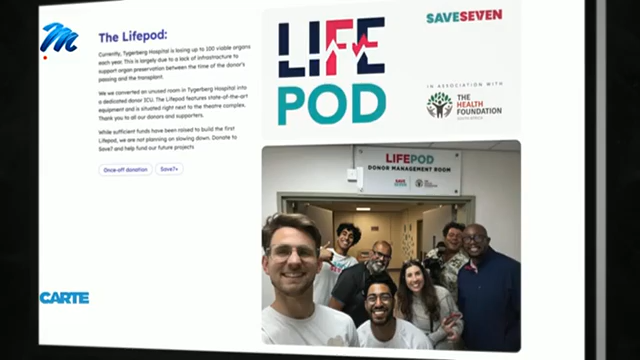 The Lifepod:
Currently, Tygerberg Hospital is losing up to 100 viable organs
each year. This is largely due to a lack of infrastructure to
support organ preservation between the time of the donor's
passing and the transplant.
We we converted an unused room in Tygerberg Hospital into
a dedicated donor ICU. The Lifepod features state-of-the-art
equipment and is situated right next to the theatre complex.
Thank you to all our donors and supporters.
While sufficient funds have been raised to build the first
Lifepod, we are not planning on slowing down. Donate to
Save7 and help fund our future projects
Once-off donation
Save7+
LIFE
POD
SAVESEVEN
IN ASSOCIATION WITH
THE
HEALTH
FOUNDATION
SOUTH AFRICA
LIFEPOD
DONOR MANAGEMENT ROOM
SAVE
SEVEN
CARTE